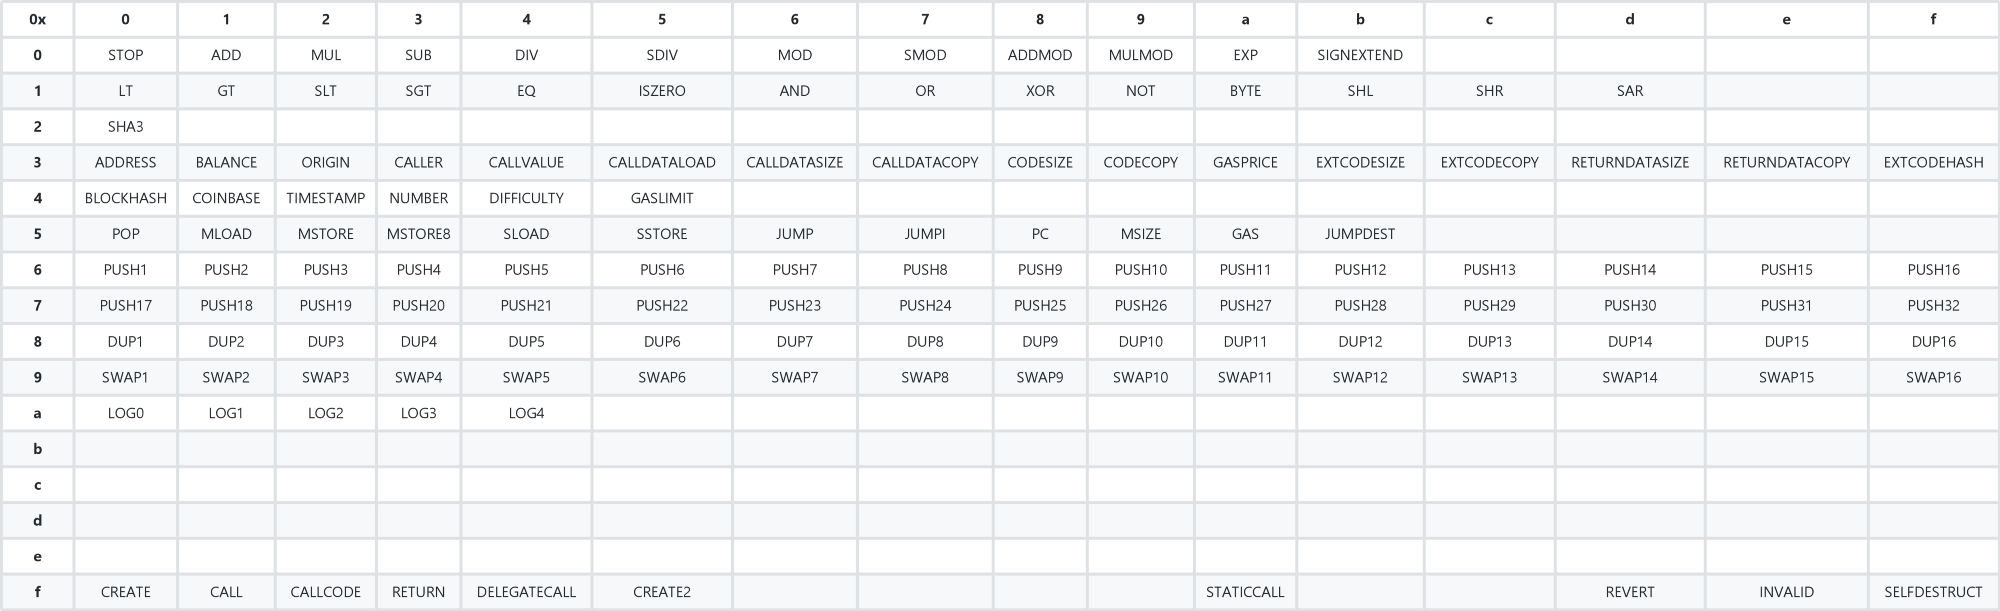 0x 0 1 2 3 4 5 6 7 8 9 a b c d e f
0 STOP ADD MUL SUB DIV SDIV MOD SMOD ADDMOD MULMOD EXP SIGNEXTEND
1 LT GT SLT SGT EQ ISZERO AND OR XOR NOT BYTE SHL SHR SAR
2 SHA3
3 ADDRESS BALANCE ORIGIN CALLER CALLVALUE CALLDATALOAD CALLDATASIZE CALLDATACOPY CODESIZE CODECOPY GASPRICE EXTCODESIZE EXTCODECOPY RETURNDATASIZE RETURNDATACOPY EXTCODEHASH
4 BLOCKHASH COINBASE TIMESTAMP NUMBER DIFFICULTY GASLIMIT
5 POP MLOAD MSTORE MSTORE8 SLOAD SSTORE JUMP JUMPI PC MSIZE GAS JUMPDEST
6 PUSH1 PUSH2 PUSH3 PUSH4 PUSH5 PUSH6 PUSH7 PUSH8 PUSH9 PUSH10 PUSH11 PUSH12 PUSH13 PUSH14 PUSH15 PUSH16
7 PUSH17 PUSH18 PUSH19 PUSH20 PUSH21 PUSH22 PUSH23 PUSH24 PUSH25 PUSH26 PUSH27 PUSH28 PUSH29 PUSH30 PUSH31 PUSH32
8 DUP1 DUP2 DUP3 DUP4 DUP5 DUP6 DUP7 DUP8 DUP9 DUP10 DUP11 DUP12 DUP13 DUP14 DUP15 DUP16
9 SWAP1 SWAP2 SWAP3 SWAP4 SWAP5 SWAP6 SWAP7 SWAP8 SWAP9 SWAP10 SWAP11 SWAP12 SWAP13 SWAP14 SWAP15 SWAP16
a LOG0 LOG1 LOG2 LOG3 LOG4
b
c
d
e
f CREATE CALL CALLCODE RETURN DELEGATECALL CREATE2 STATICCALL REVERT INVALID SELFDESTRUCT